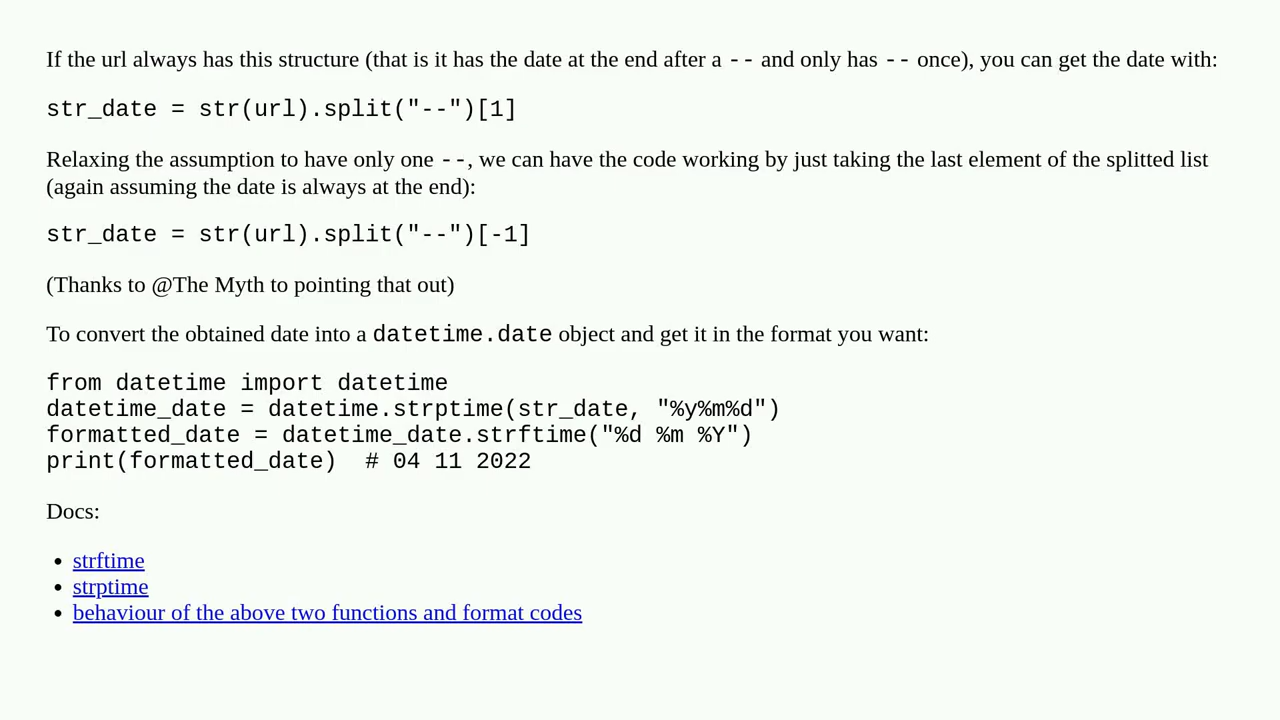 If the url always has this structure (that is it has the date at the end after a -- and only has -- once), you can get the date with:
str_date = str(url).split("--")[1]
Relaxing the assumption to have only one --, we can have the code working by just taking the last element of the splitted list
(again assuming the date is always at the end):
str_date = str(url).split("--")[-1]
(Thanks to @The Myth to pointing that out)
To convert the obtained date into a datetime.date object and get it in the format you want:
from datetime import datetime
datetime_date = datetime.strptime(str_date, "%y%m%d")
formatted_date = datetime_date.strftime("%d %m %Y")
print(formatted_date)  # 04 11 2022
Docs:
• strftime
• strptime
• behaviour of the above two functions and format codes